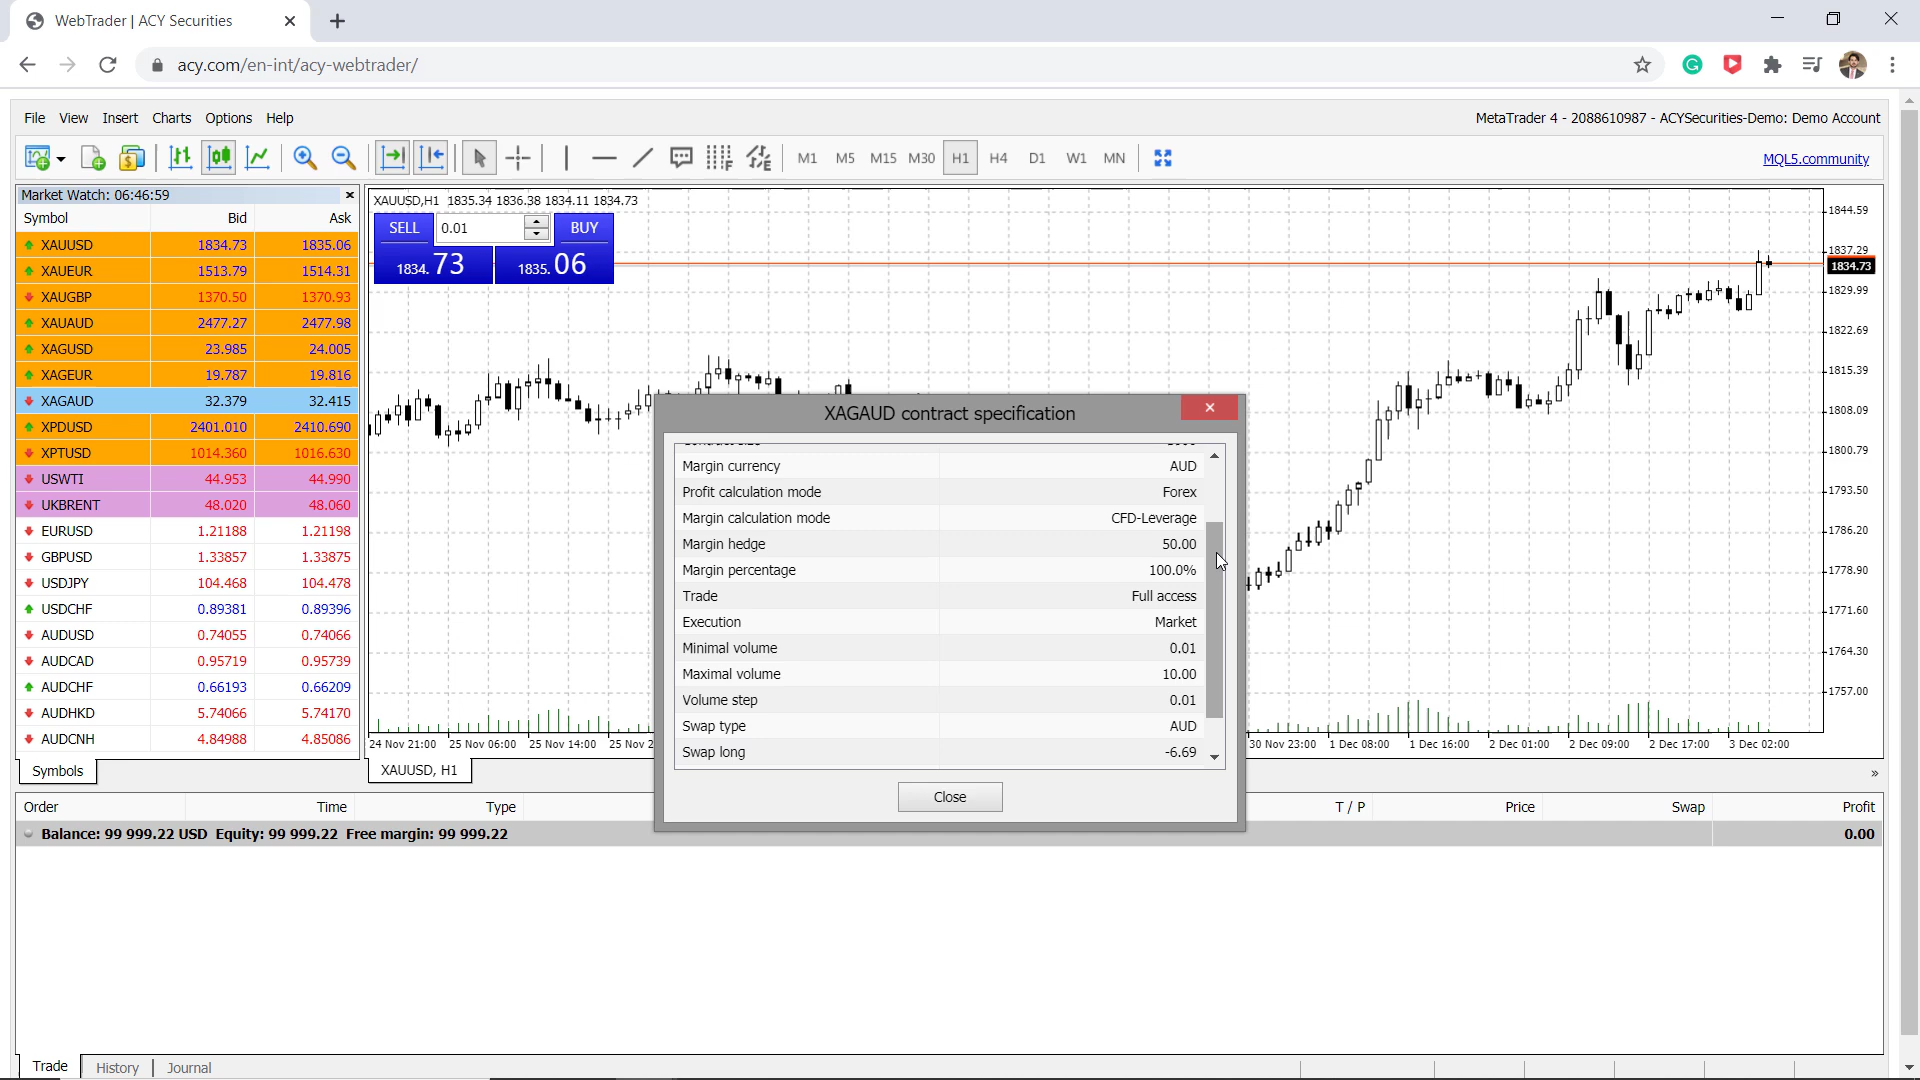 WebTrader | ACY Securities
acy.com/en-int/acy-webtrader/
File View Insert Charts Options Help
MetaTrader 4 - 2088610987 - ACYSecurities-Demo: Demo Account
M1 M5 M15 M30 H1 H4 D1 W1 MN
MQL5.community
Market Watch: 06:46:59
Symbol Bid Ask
XAUUSD 1834.73 1835.06
XAUEUR 1513.79 1514.31
XAUGBP 1370.50 1370.93
XAUAUD 2477.27 2477.98
XAGUSD 23.985 24.005
XAGEUR 19.787 19.816
XAGAUD 32.379 32.415
XPDUSD 2401.010 2410.690
XPTUSD 1014.360 1016.630
USWTI 44.953 44.990
UKBRENT 48.020 48.060
EURUSD 1.21188 1.21198
GBPUSD 1.33857 1.33875
USDJPY 104.468 104.478
USDCHF 0.89381 0.89396
AUDUSD 0.74055 0.74066
AUDCAD 0.95719 0.95739
AUDCHF 0.66193 0.66209
AUDHKD 5.74066 5.74170
AUDCNH 4.84988 4.85086
Symbols
XAUUSD,H1 1835.34 1836.38 1834.11 1834.73
SELL 0.01 BUY
1834.73 1835.06
1844.59
1837.29
1834.73
1829.99
1822.69
1815.39
1808.09
1800.79
1793.50
1786.20
1778.90
1771.60
1764.30
1757.00
24 Nov 21:00 25 Nov 06:00 25 Nov 14:00 25 Nov 2
30 Nov 23:00 1 Dec 08:00 1 Dec 16:00 2 Dec 01:00 2 Dec 09:00 2 Dec 17:00 3 Dec 02:00
XAUUSD, H1
»
XAGAUD contract specification
Margin currency AUD
Profit calculation mode Forex
Margin calculation mode CFD-Leverage
Margin hedge 50.00
Margin percentage 100.0%
Trade Full access
Execution Market
Minimal volume 0.01
Maximal volume 10.00
Volume step 0.01
Swap type AUD
Swap long -6.69
Close
Order Time Type T / P Price Swap Profit
Balance: 99 999.22 USD Equity: 99 999.22 Free margin: 99 999.22 0.00
Trade History Journal